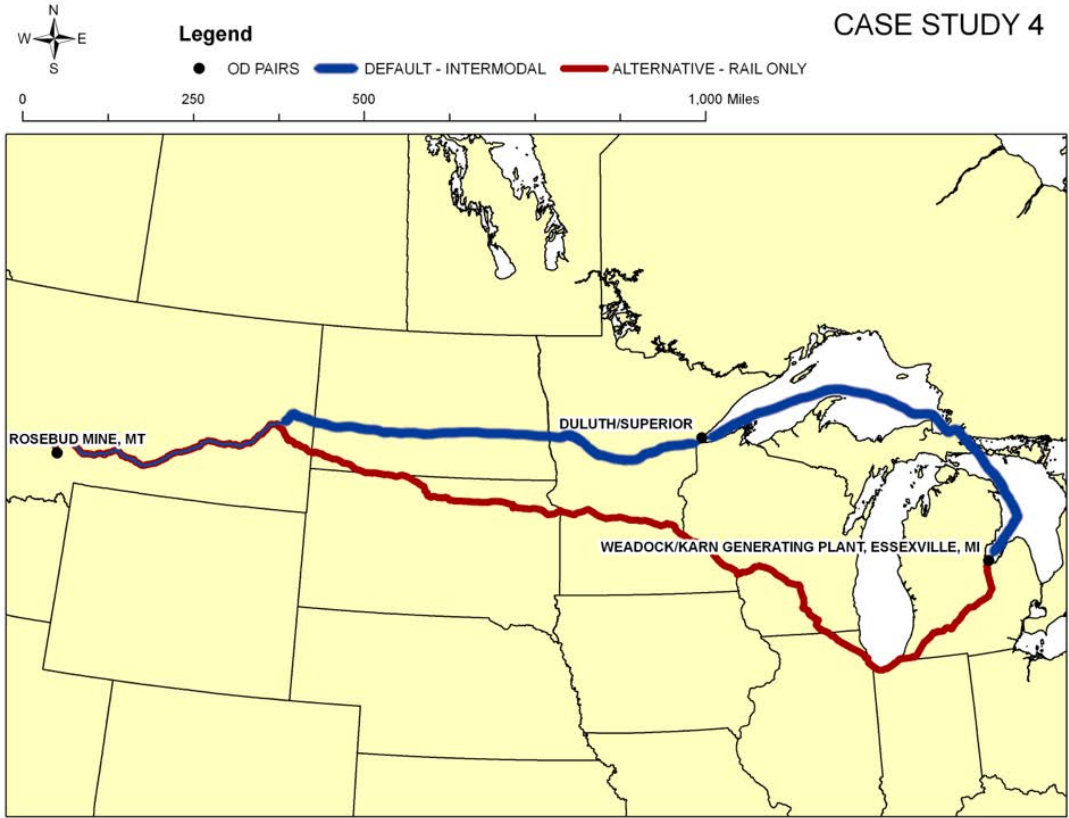 N
CASE STUDY 4
W E
Legend
S
OD PAIRS DEFAULT - INTERMODAL ALTERNATIVE - RAIL ONLY
0 250 500 1,000 Miles
DULUTH/SUPERIOR
ROSEBUD MINE, MT
WEADOCK/KARN GENERATING PLANT, ESSEXVILLE, MI